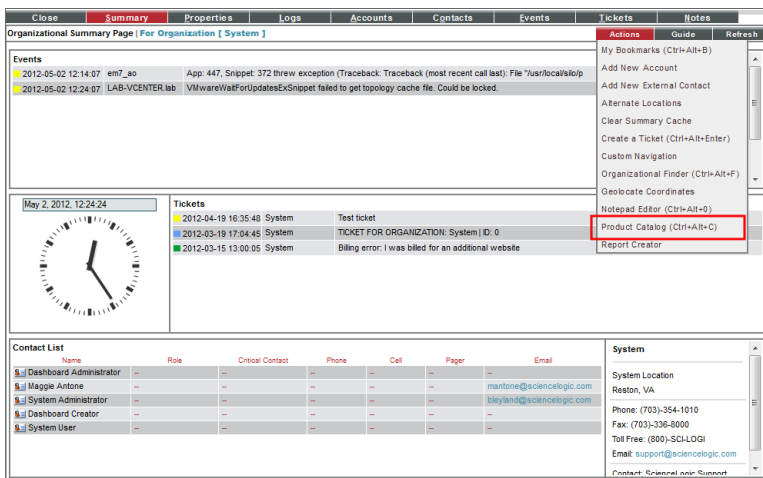 Close Summary Properties Logs Accounts Contacts Events Tickets Notes
Organizational Summary Page | For Organization [ System ] Actions Guide Refresh
My Bookmarks (Ctrl+Alt+B)
Add New Account
Add New External Contact
Alternate Locations
Clear Summary Cache
Create a Ticket (Ctrl+Alt+Enter)
Custom Navigation
Organizational Finder (Ctrl+Alt+F)
Geolocate Coordinates
Notepad Editor (Ctrl+Alt+0)
Product Catalog (Ctrl+Alt+C)
Report Creator
Events
2012-05-02 12:14:07 em7_ao App: 447, Snippet: 372 threw exception (Traceback: Traceback (most recent call last): File "/usr/local/silo/p
2012-05-02 12:24:07 LAB-VCENTER.lab VMwareWaitForUpdatesExSnippet failed to get topology cache file. Could be locked.
May 2, 2012, 12:24:24
Tickets
2012-04-19 16:35:48 System Test ticket
2012-03-19 17:04:45 System TICKET FOR ORGANIZATION: System | ID: 0
2012-03-15 13:00:05 System Billing error: I was billed for an additional website
Contact List
Name Role Critical Contact Phone Cell Pager Email
Dashboard Administrator -- -- -- -- -- --
Maggie Antone -- -- -- -- -- mantone@sciencelogic.com
System Administrator -- -- -- -- -- bleyland@sciencelogic.com
Dashboard Creator -- -- -- -- -- --
System User -- -- -- -- -- --
System
System Location
Reston, VA
Phone: (703)-354-1010
Fax: (703)-336-8000
Toll Free: (800)-SCI-LOGI
Email: support@sciencelogic.com
Contact: ScienceLogic Support